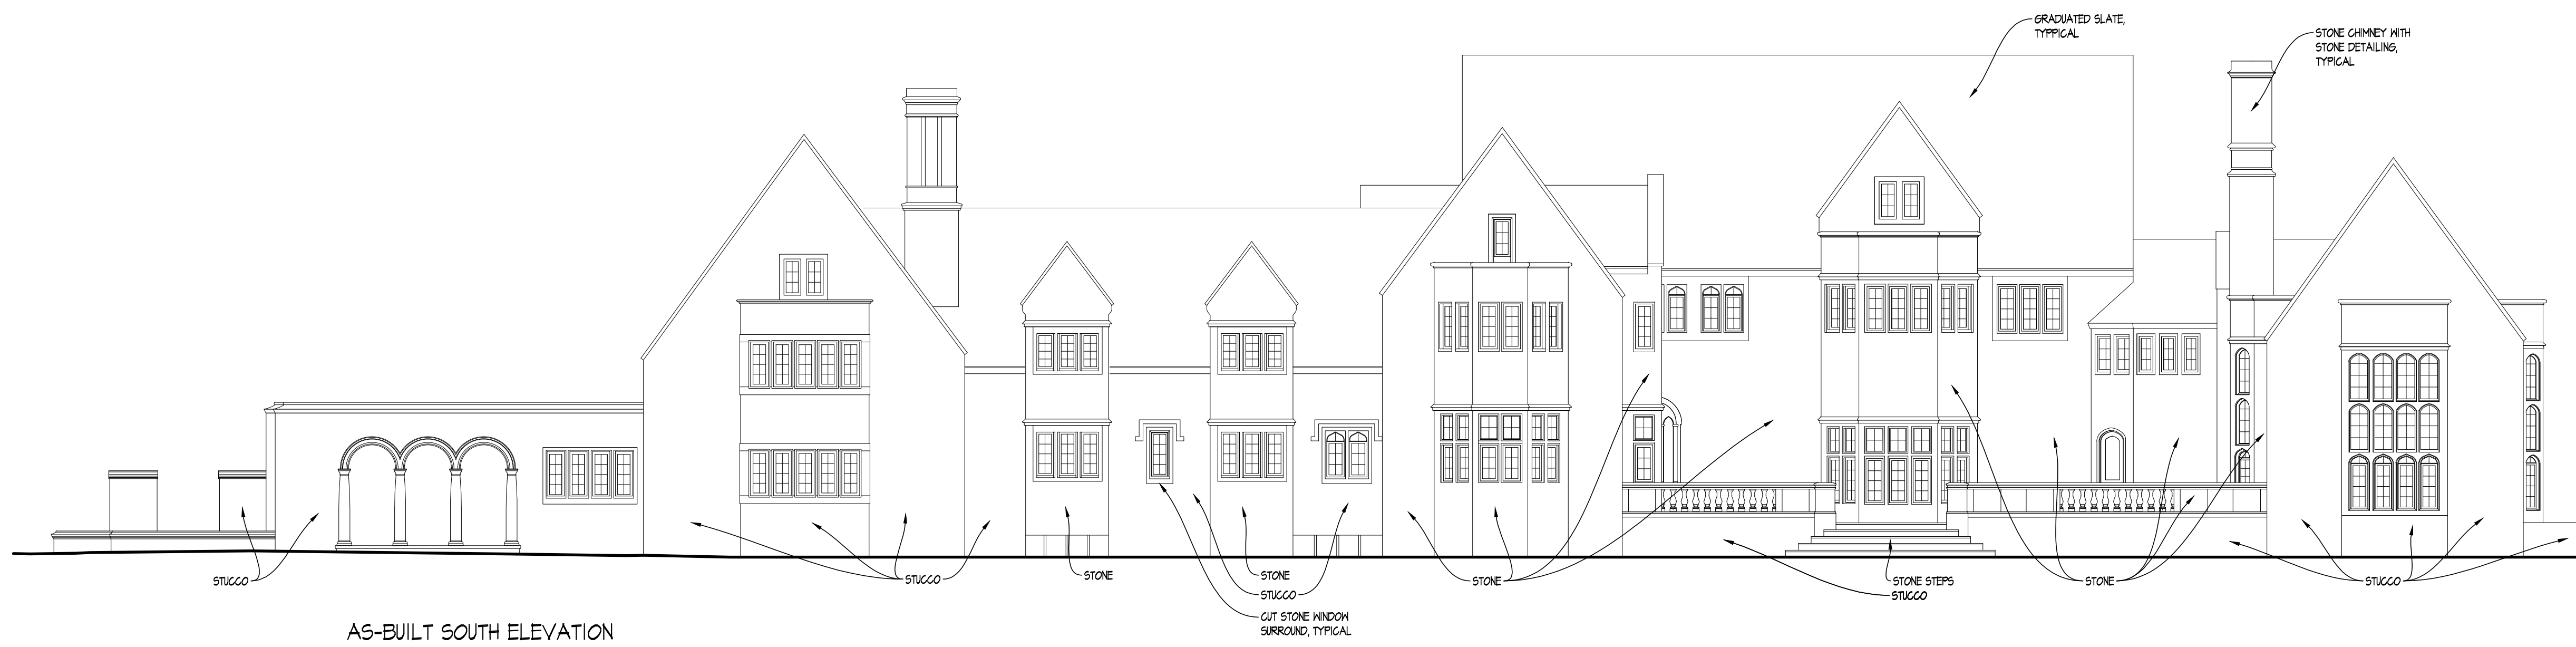 GRADUATED SLATE,
TYPPICAL
STONE CHIMNEY WITH
STONE DETAILING,
TYPICAL
STUCCO
STUCCO
STONE
STONE
STUCCO
CUT STONE WINDOW
SURROUND, TYPICAL
STONE
STONE STEPS
STUCCO
STONE
STUCCO
AS-BUILT SOUTH ELEVATION